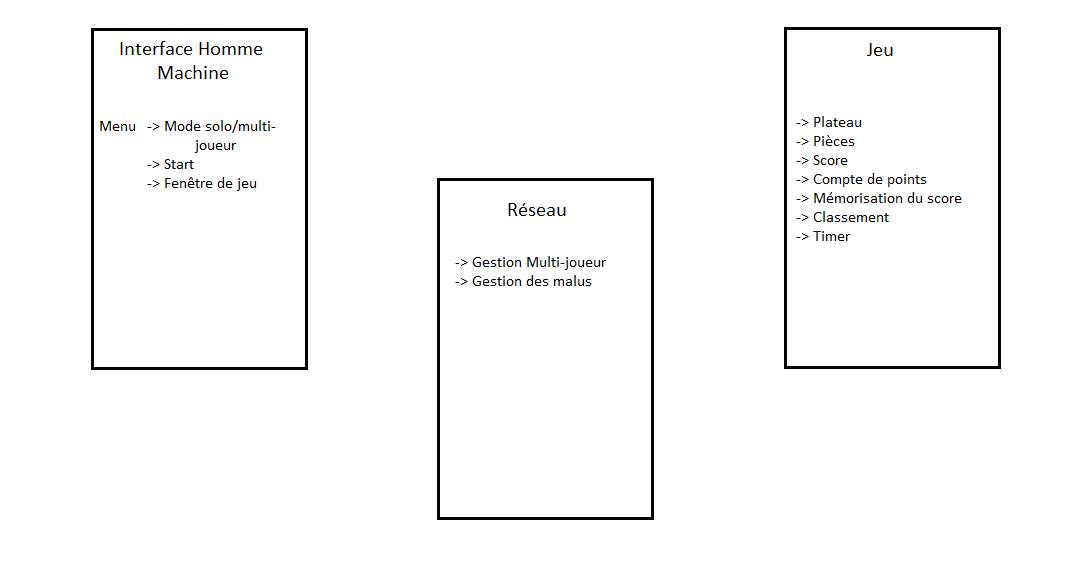 Interface Homme
Machine
Menu -> Mode solo/multi-
joueur
-> Start
-> Fenêtre de jeu
Réseau
-> Gestion Multi-joueur
-> Gestion des malus
Jeu
-> Plateau
-> Pièces
-> Score
-> Compte de points
-> Mémorisation du score
-> Classement
-> Timer